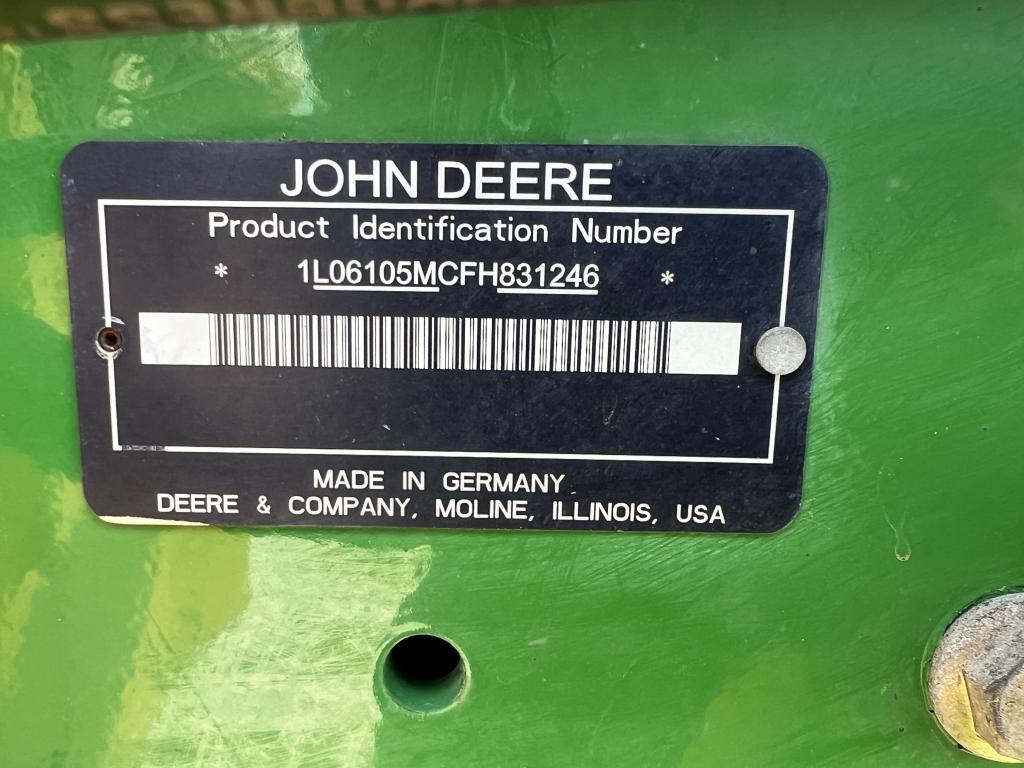 JOHN DEERE
Product Identification Number
* 1L06105MCFH831246 *
MADE IN GERMANY
DEERE & COMPANY, MOLINE, ILLINOIS, USA